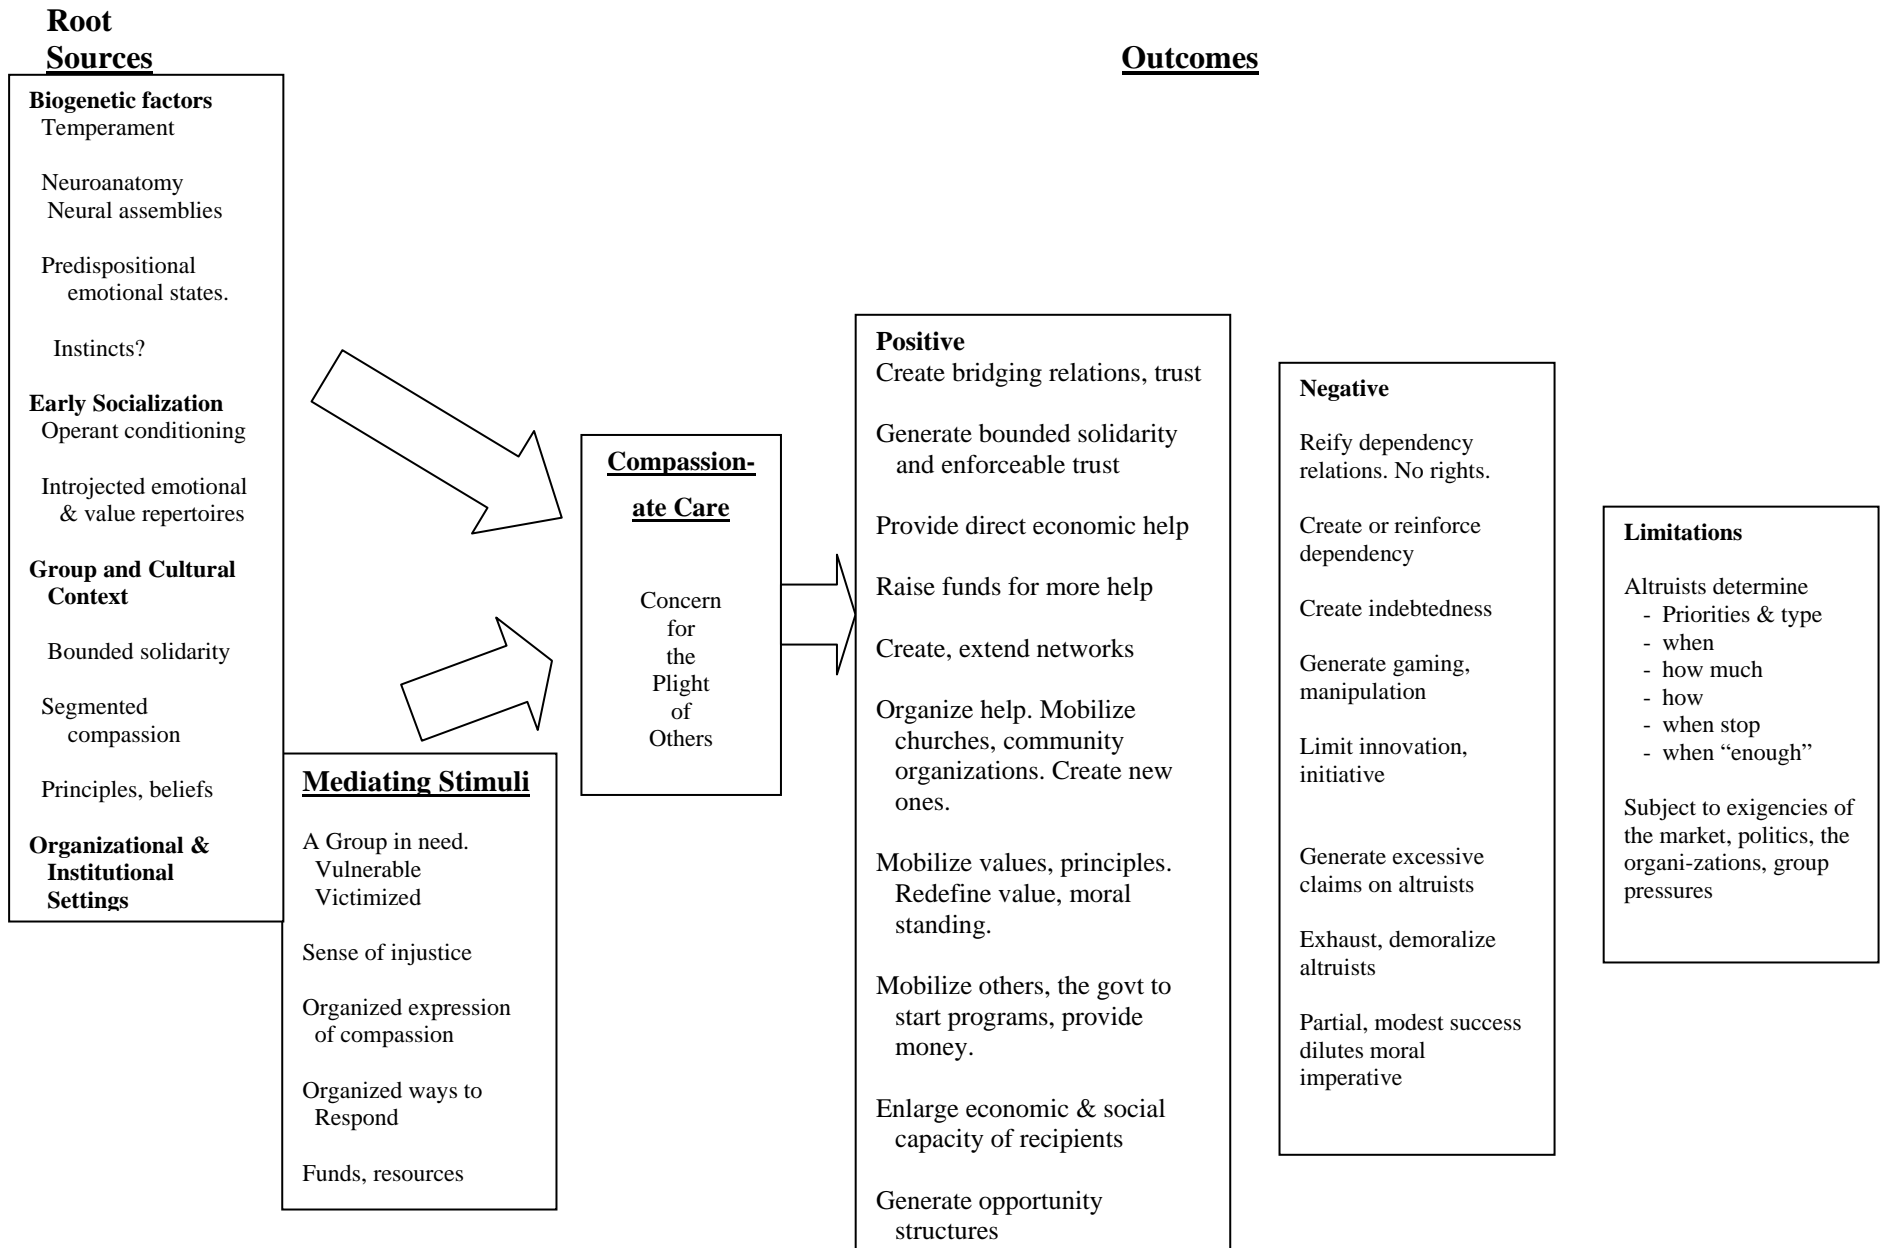 Root
Sources
Outcomes
Biogenetic factors
Temperament
Neuroanatomy
Neural assemblies
Predispositional
emotional states.
Instincts?
Early Socialization
Operant conditioning
Introjected emotional
& value repertoires
Group and Cultural
Context
Bounded solidarity
Segmented
compassion
Principles, beliefs
Organizational &
Institutional
Settings
Mediating Stimuli
A Group in need.
Vulnerable
Victimized
Sense of injustice
Organized expression
of compassion
Organized ways to
Respond
Funds, resources
Compassion-
ate Care
Concern
for
the
Plight
of
Others
Positive
Create bridging relations, trust
Generate bounded solidarity
and enforceable trust
Provide direct economic help
Raise funds for more help
Create, extend networks
Organize help. Mobilize
churches, community
organizations. Create new
ones.
Mobilize values, principles.
Redefine value, moral
standing.
Mobilize others, the govt to
start programs, provide
money.
Enlarge economic & social
capacity of recipients
Generate opportunity
structures
Negative
Reify dependency
relations. No rights.
Create or reinforce
dependency
Create indebtedness
Generate gaming,
manipulation
Limit innovation,
initiative
Generate excessive
claims on altruists
Exhaust, demoralize
altruists
Partial, modest success
dilutes moral
imperative
Limitations
Altruists determine
- Priorities & type
- when
- how much
- how
- when stop
- when “enough”
Subject to exigencies of
the market, politics, the
organi-zations, group
pressures